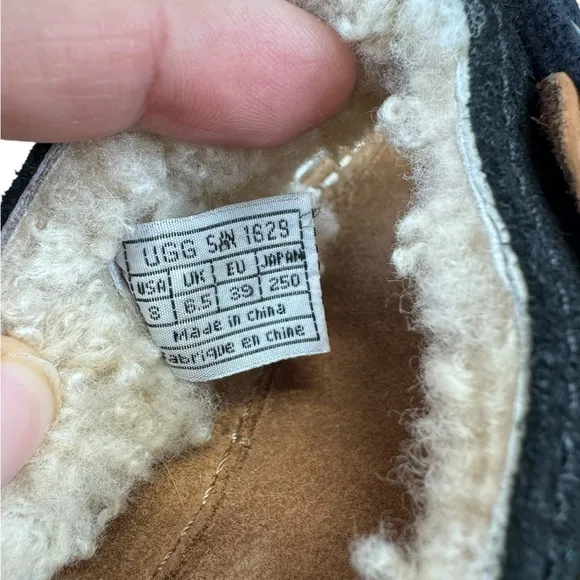 UGG S/N 1629
USA UK EU JAPAN
8 6.5 39 250
Made in China
Fabriqué en Chine